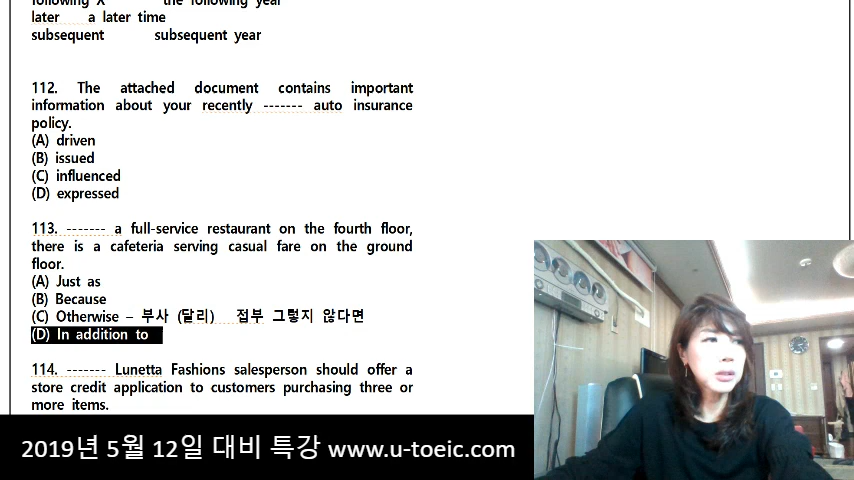 following X the following year
later a later time
subsequent subsequent year
112. The attached document contains important
information about your recently ------- auto insurance
policy.
(A) driven
(B) issued
(C) influenced
(D) expressed
113. ------- a full-service restaurant on the fourth floor,
there is a cafeteria serving casual fare on the ground
floor.
(A) Just as
(B) Because
(C) Otherwise – 부사 (달리) 접부 그렇지 않다면
(D) In addition to
114. ------- Lunetta Fashions salesperson should offer a
store credit application to customers purchasing three or
more items.
2019년 5월 12일 대비 특강 www.u-toeic.com